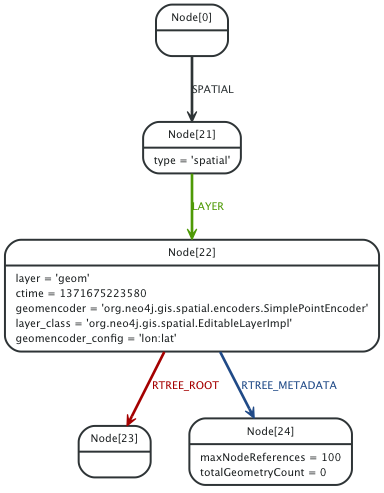 Node[0]
SPATIAL
Node[21]
type = 'spatial'
LAYER
Node[22]
layer = 'geom'
ctime = 1371675223580
geomencoder = 'org.neo4j.gis.spatial.encoders.SimplePointEncoder'
layer_class = 'org.neo4j.gis.spatial.EditableLayerImpl'
geomencoder_config = 'lon:lat'
RTREE_ROOT
RTREE_METADATA
Node[23]
Node[24]
maxNodeReferences = 100
totalGeometryCount = 0